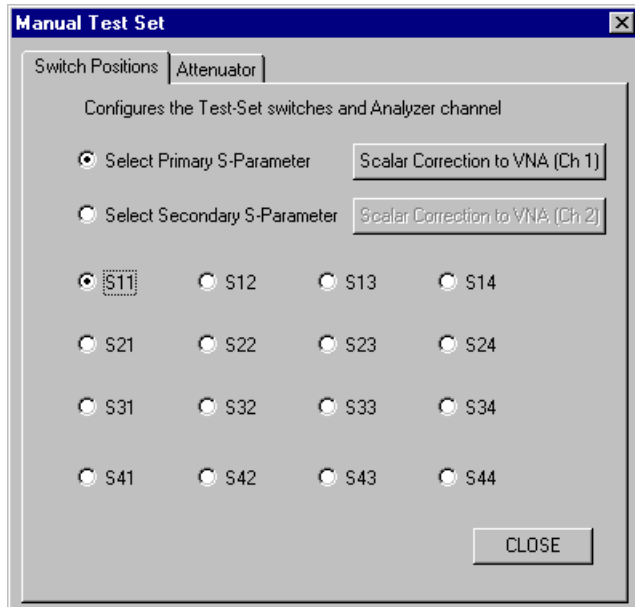 Manual Test Set
Switch Positions Attenuator
Configures the Test-Set switches and Analyzer channel
Select Primary S-Parameter Scalar Correction to VNA (Ch 1)
Select Secondary S-Parameter Scalar Correction to VNA (Ch 2)
S11 S12 S13 S14
S21 S22 S23 S24
S31 S32 S33 S34
S41 S42 S43 S44
CLOSE